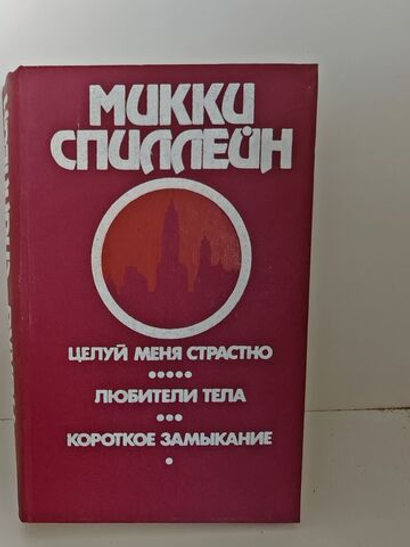 МИККИ
СПИЛЛЕЙН
ЦЕЛУЙ МЕНЯ СТРАСТНО
ЛЮБИТЕЛИ ТЕЛА
КОРОТКОЕ ЗАМЫКАНИЕ